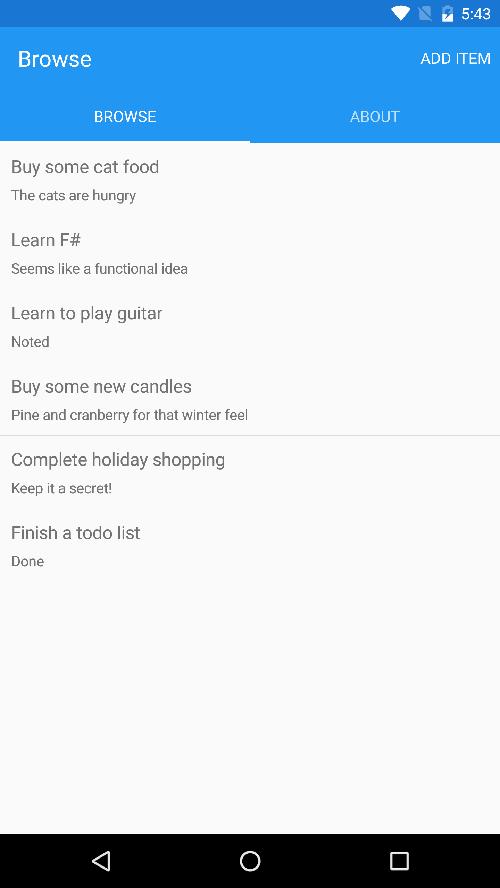 5:43
Browse
ADD ITEM
BROWSE
ABOUT
Buy some cat food
The cats are hungry
Learn F#
Seems like a functional idea
Learn to play guitar
Noted
Buy some new candles
Pine and cranberry for that winter feel
Complete holiday shopping
Keep it a secret!
Finish a todo list
Done